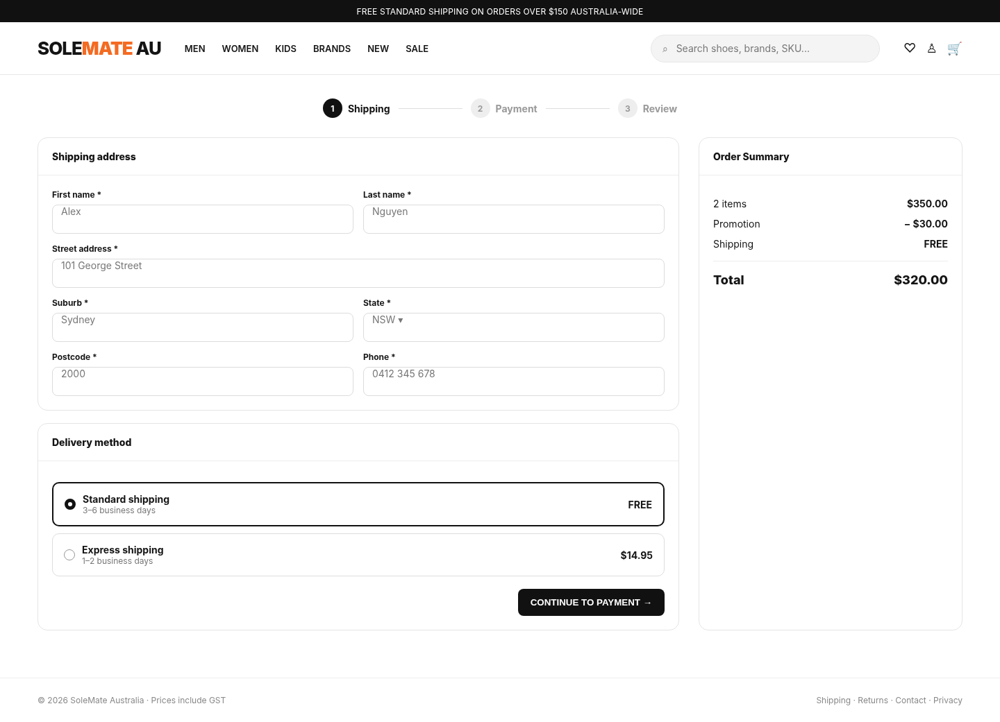 FREE STANDARD SHIPPING ON ORDERS OVER $150 AUSTRALIA-WIDE
SOLEMATE AU
MEN WOMEN KIDS BRANDS NEW SALE
Search shoes, brands, SKU...
1 Shipping 2 Payment 3 Review
Shipping address
First name * Last name *
Alex Nguyen
Street address *
101 George Street
Suburb * State *
Sydney NSW ▾
Postcode * Phone *
2000 0412 345 678
Delivery method
Standard shipping FREE
3–6 business days
Express shipping $14.95
1–2 business days
CONTINUE TO PAYMENT →
Order Summary
2 items $350.00
Promotion – $30.00
Shipping FREE
Total $320.00
© 2026 SoleMate Australia · Prices include GST
Shipping · Returns · Contact · Privacy